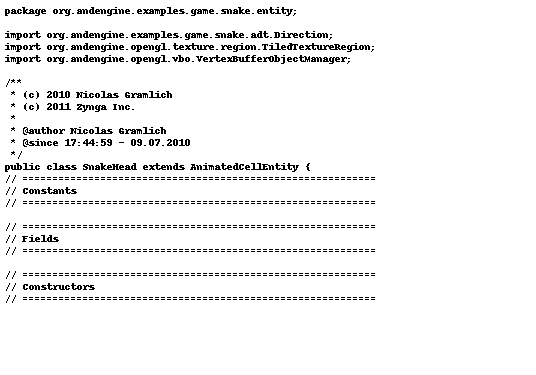 package org.andengine.examples.game.snake.entity;

import org.andengine.examples.game.snake.adt.Direction;
import org.andengine.opengl.texture.region.TiledTextureRegion;
import org.andengine.opengl.vbo.VertexBufferObjectManager;

/**
 * (c) 2010 Nicolas Gramlich
 * (c) 2011 Zynga Inc.
 *
 * @author Nicolas Gramlich
 * @since 17:44:59 - 09.07.2010
 */
public class SnakeHead extends AnimatedCellEntity {
// ===========================================================
// Constants
// ===========================================================

// ===========================================================
// Fields
// ===========================================================

// ===========================================================
// Constructors
// ===========================================================